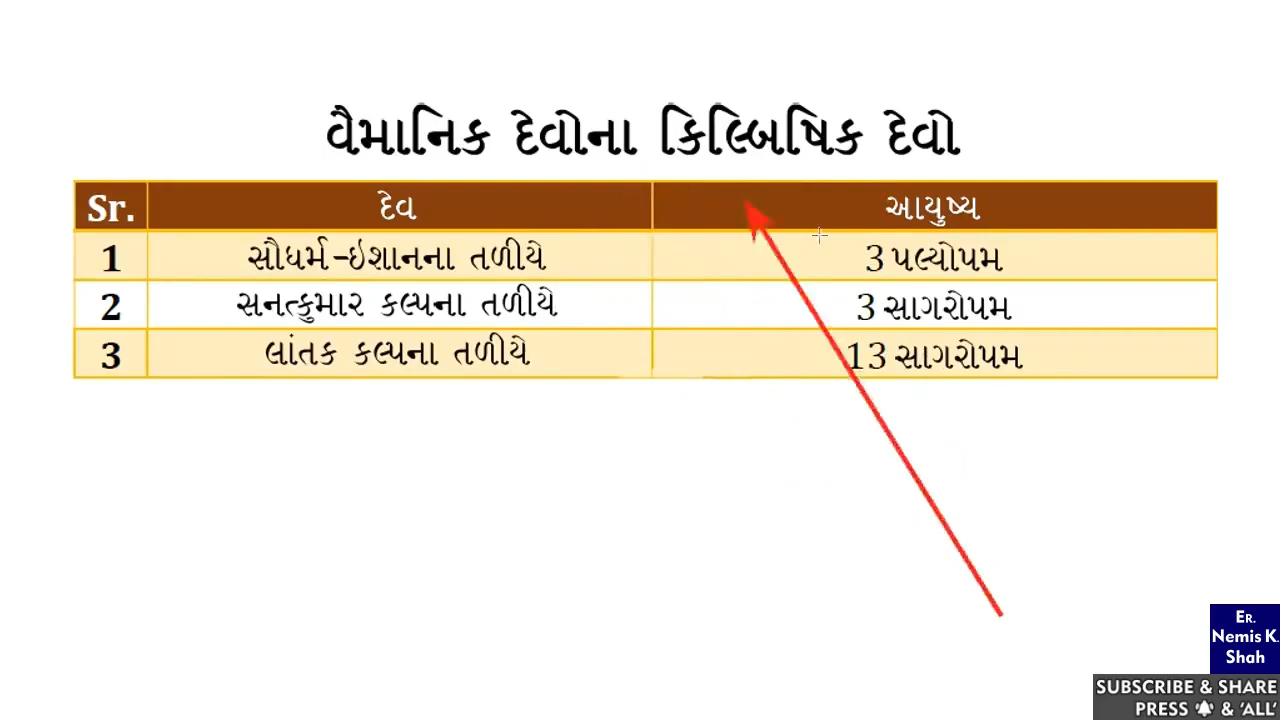 વૈમાનિક દેવોના કિલ્બિષિક દેવો
Sr. દેવ આયુષ્ય
1 સૌધર્મ-ઇશાનના તળીયે 3 પલ્યોપમ
2 સનત્કુમાર કલ્પના તળીયે 3 સાગરોપમ
3 લાંતક કલ્પના તળીયે 13 સાગરોપમ
ER.
Nemis K.
Shah
SUBSCRIBE & SHARE
PRESS & ‘ALL’